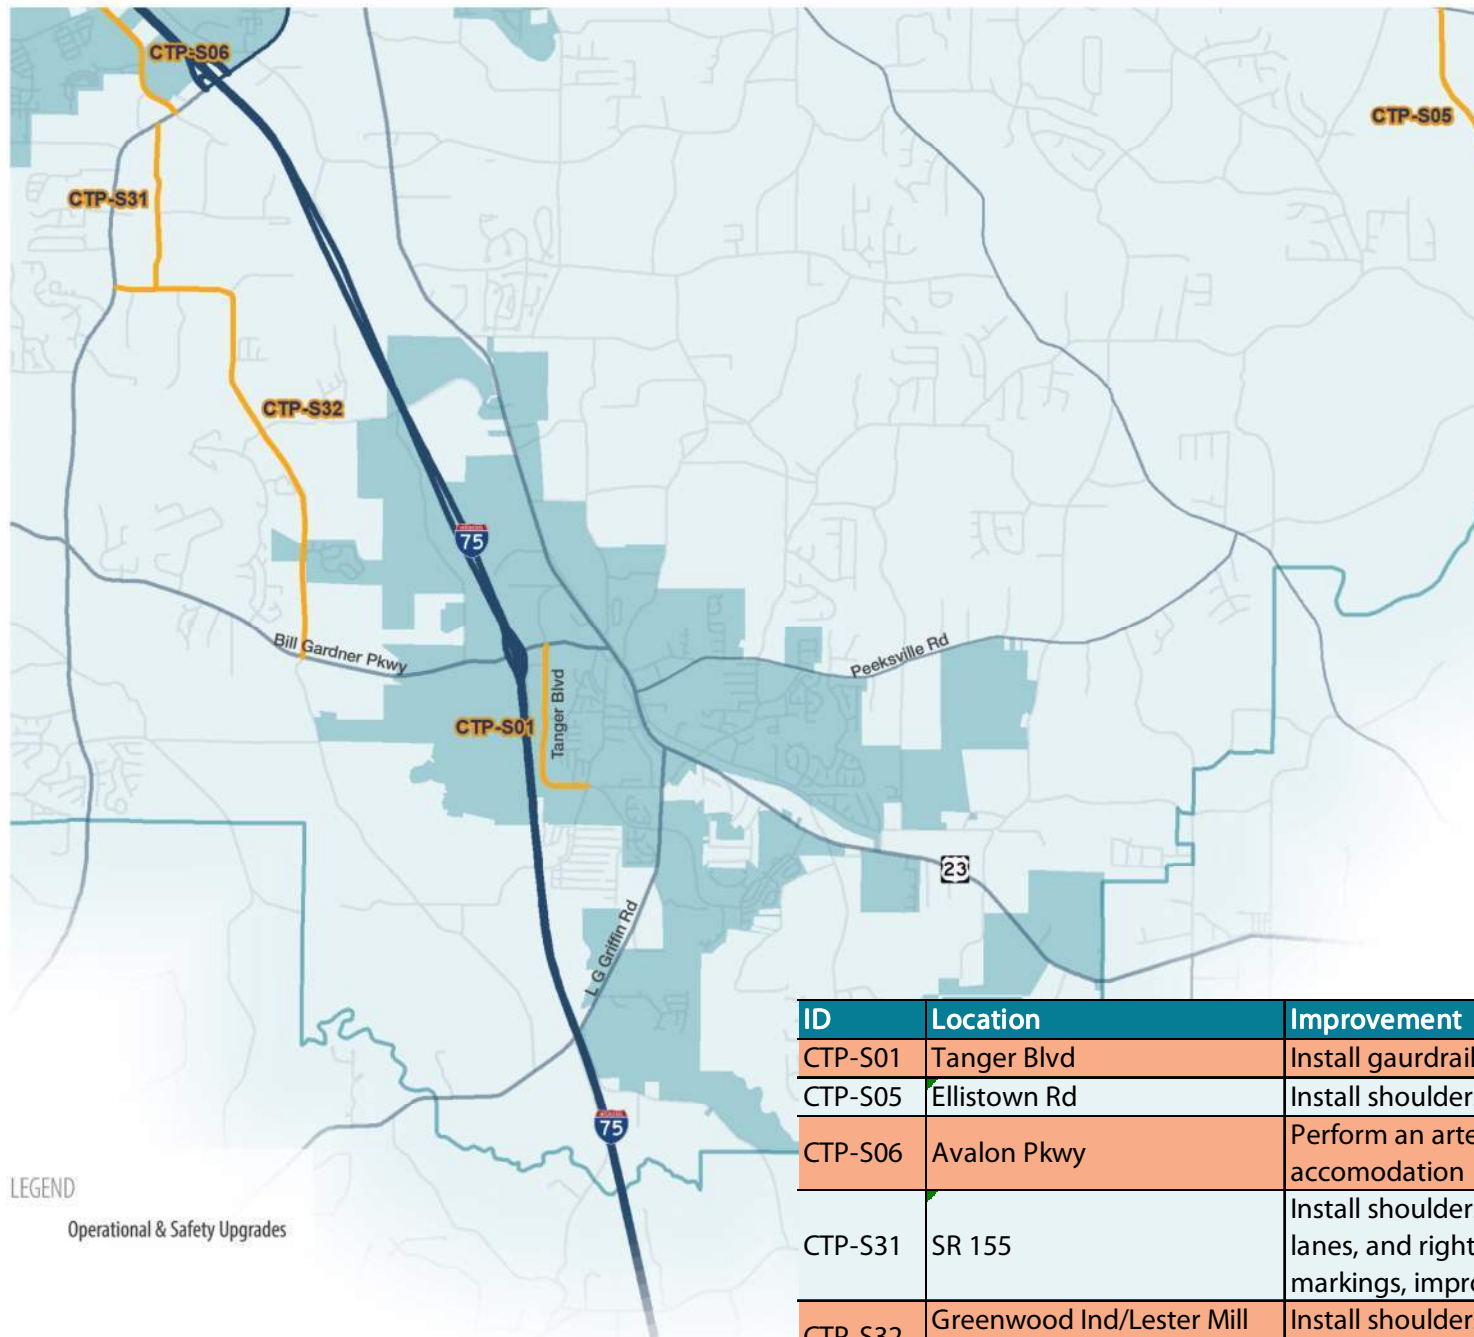 CTP-S06
CTP-S05
CTP-S31
CTP-S32
75
Bill Gardner Pkwy
Peeksville Rd
Tanger Blvd
CTP-S01
23
L G Griffin Rd
75
LEGEND
Operational & Safety Upgrades
ID Location Improvement
CTP-S01 Tanger Blvd Install gaurdrail
CTP-S05 Ellistown Rd Install shoulder
CTP-S06 Avalon Pkwy Perform an arte
accomodation
CTP-S31 SR 155 Install shoulder
lanes, and right
markings, impro
CTP-S32 Greenwood Ind/Lester Mill Install shoulder